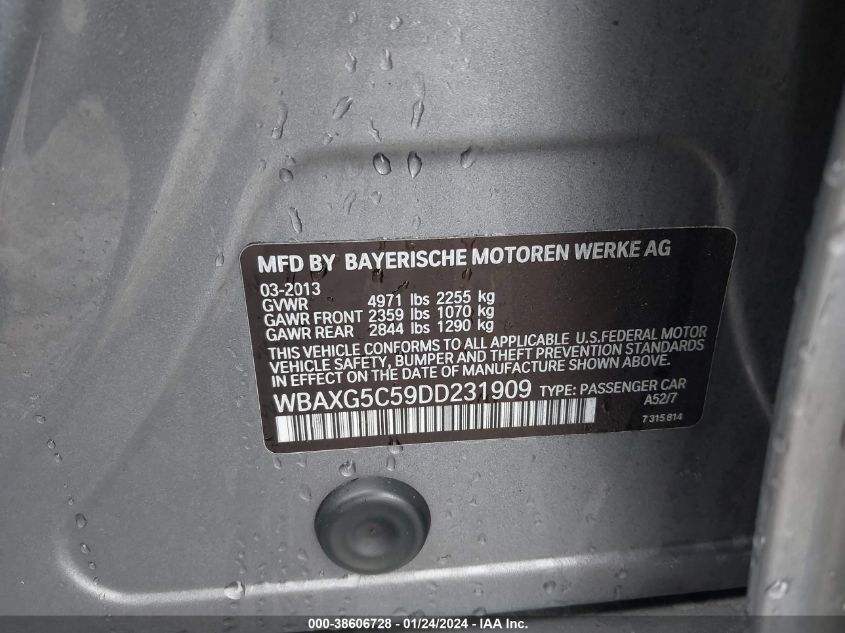 MFD BY BAYERISCHE MOTOREN WERKE AG
03-2013
GVWR 4971 lbs 2255 kg
GAWR FRONT 2359 lbs 1070 kg
GAWR REAR 2844 lbs 1290 kg
THIS VEHICLE CONFORMS TO ALL APPLICABLE U.S.FEDERAL MOTOR
VEHICLE SAFETY, BUMPER AND THEFT PREVENTION STANDARDS
IN EFFECT ON THE DATE OF MANUFACTURE SHOWN ABOVE.
WBAXG5C59DD231909 TYPE: PASSENGER CAR
A52/7
7 315 814
000-38606728 - 01/24/2024 - IAA Inc.